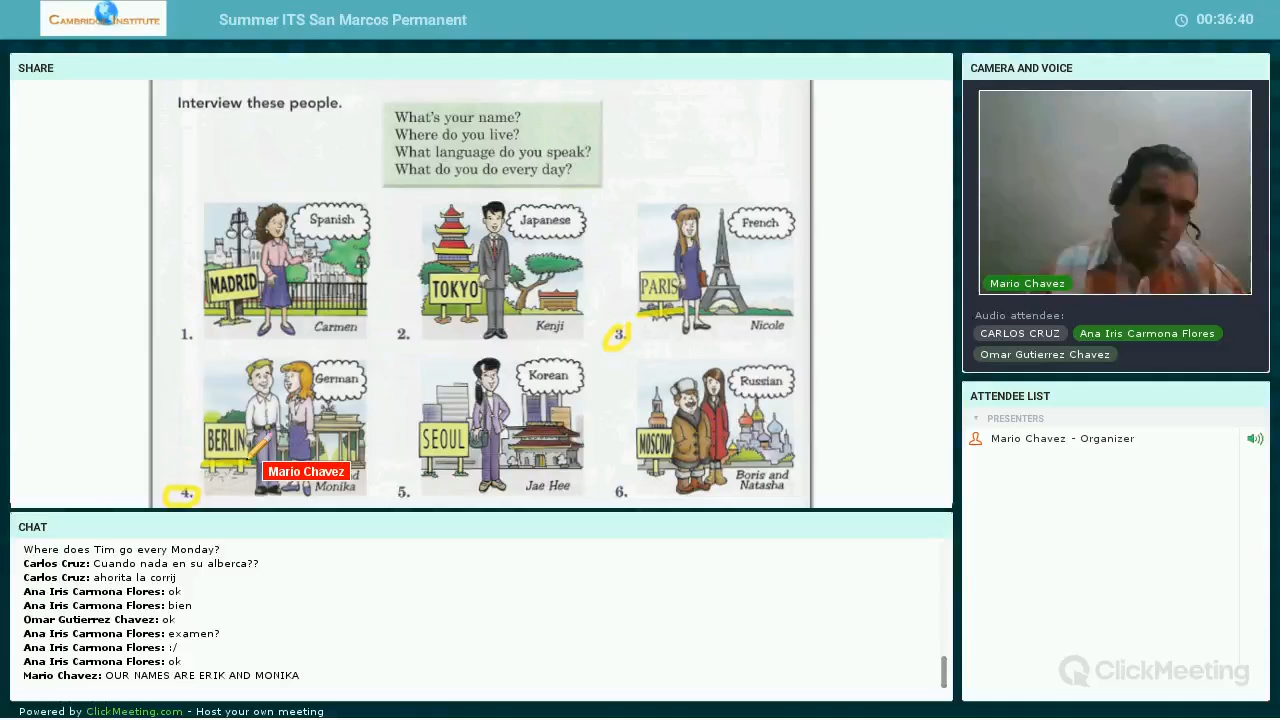 CAMBRIDGE INSTITUTE
Summer ITS San Marcos Permanent
00:36:40
SHARE
Interview these people.
What's your name?
Where do you live?
What language do you speak?
What do you do every day?
Spanish
MADRID
1.
Carmen
Japanese
TOKYO
2.
Kenji
French
PARIS
3.
Nicole
German
BERLIN
Mario Chavez
4.
Monika
Korean
SEOUL
5.
Jae Hee
Russian
MOSCOW
6.
Boris and
Natasha
CAMERA AND VOICE
Mario Chavez
Audio attendee:
CARLOS CRUZ
Ana Iris Carmona Flores
Omar Gutierrez Chavez
ATTENDEE LIST
PRESENTERS
Mario Chavez - Organizer
ClickMeeting
CHAT
Where does Tim go every Monday?
Carlos Cruz: Cuando nada en su alberca??
Carlos Cruz: ahorita la corrij
Ana Iris Carmona Flores: ok
Ana Iris Carmona Flores: bien
Omar Gutierrez Chavez: ok
Ana Iris Carmona Flores: examen?
Ana Iris Carmona Flores: :/
Ana Iris Carmona Flores: ok
Mario Chavez: OUR NAMES ARE ERIK AND MONIKA
Powered by ClickMeeting.com - Host your own meeting